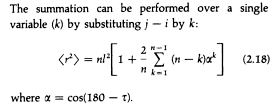 The summation can be performed over a single
variable (k) by substituting j − i by k:
⟨r²⟩ = nl² [ 1 + 2/n ∑_{k=1}^{n−1} (n − k)α^k ] (2.18)
where α = cos(180 − τ).